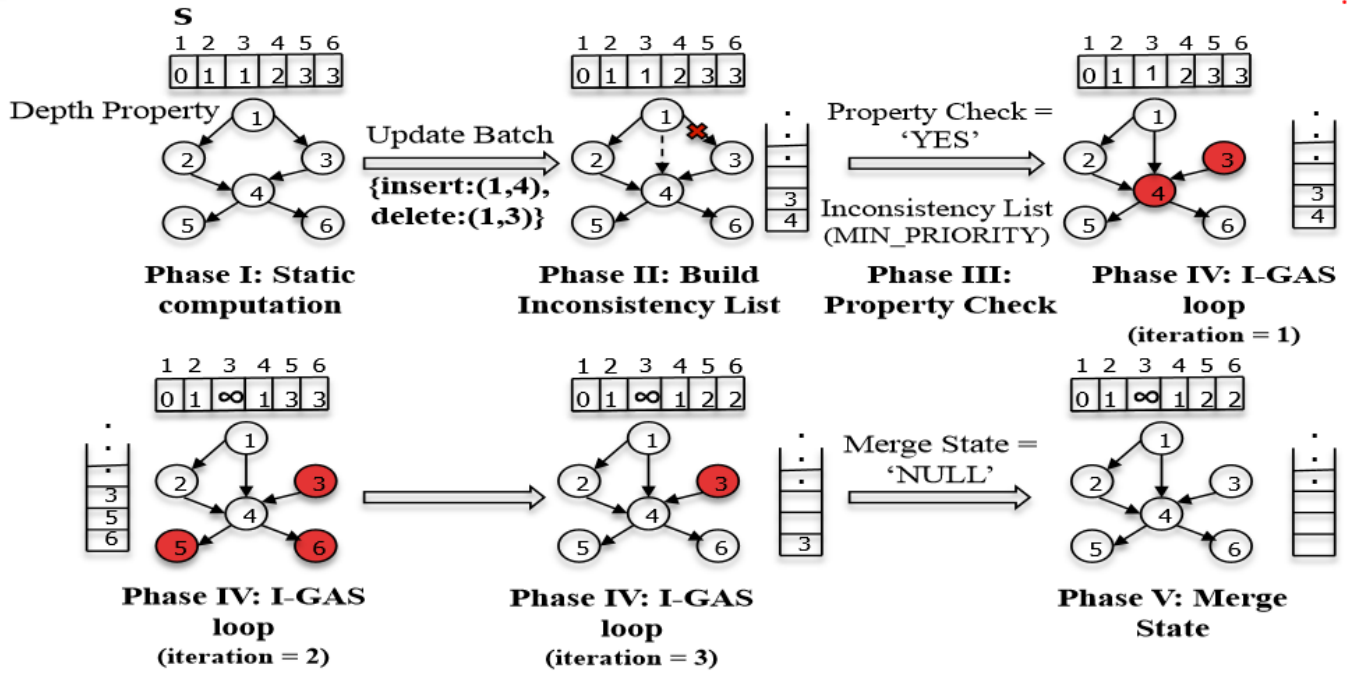 S
1 2 3 4 5 6
0 1 1 2 3 3
Depth Property
1
2 3
4
5 6
Phase I: Static
computation
Update Batch
{insert:(1,4),
delete:(1,3)}
1 2 3 4 5 6
0 1 1 2 3 3
1
2 3
4
5 6
3
4
Phase II: Build
Inconsistency List
Property Check =
‘YES’
Inconsistency List
(MIN_PRIORITY)
Phase III:
Property Check
1 2 3 4 5 6
0 1 1 2 3 3
1
2 3
4
5 6
3
4
Phase IV: I-GAS
loop
(iteration = 1)
1 2 3 4 5 6
0 1 ∞ 1 3 3
3
5
6
1
2 3
4
5 6
Phase IV: I-GAS
loop
(iteration = 2)
1 2 3 4 5 6
0 1 ∞ 1 2 2
1
2 3
4
5 6
3
Phase IV: I-GAS
loop
(iteration = 3)
Merge State =
‘NULL’
1 2 3 4 5 6
0 1 ∞ 1 2 2
1
2 3
4
5 6
Phase V: Merge
State